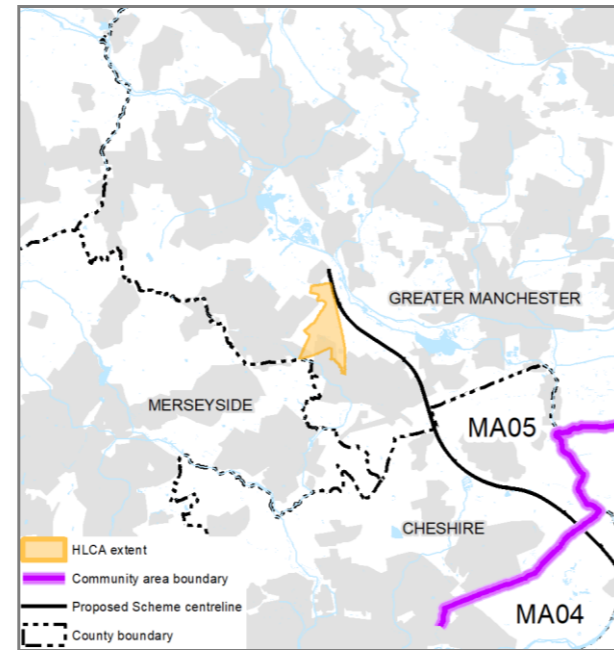 GREATER MANCHESTER
MERSEYSIDE
MA05
CHESHIRE
MA04
HLCA extent
Community area boundary
Proposed Scheme centreline
County boundary